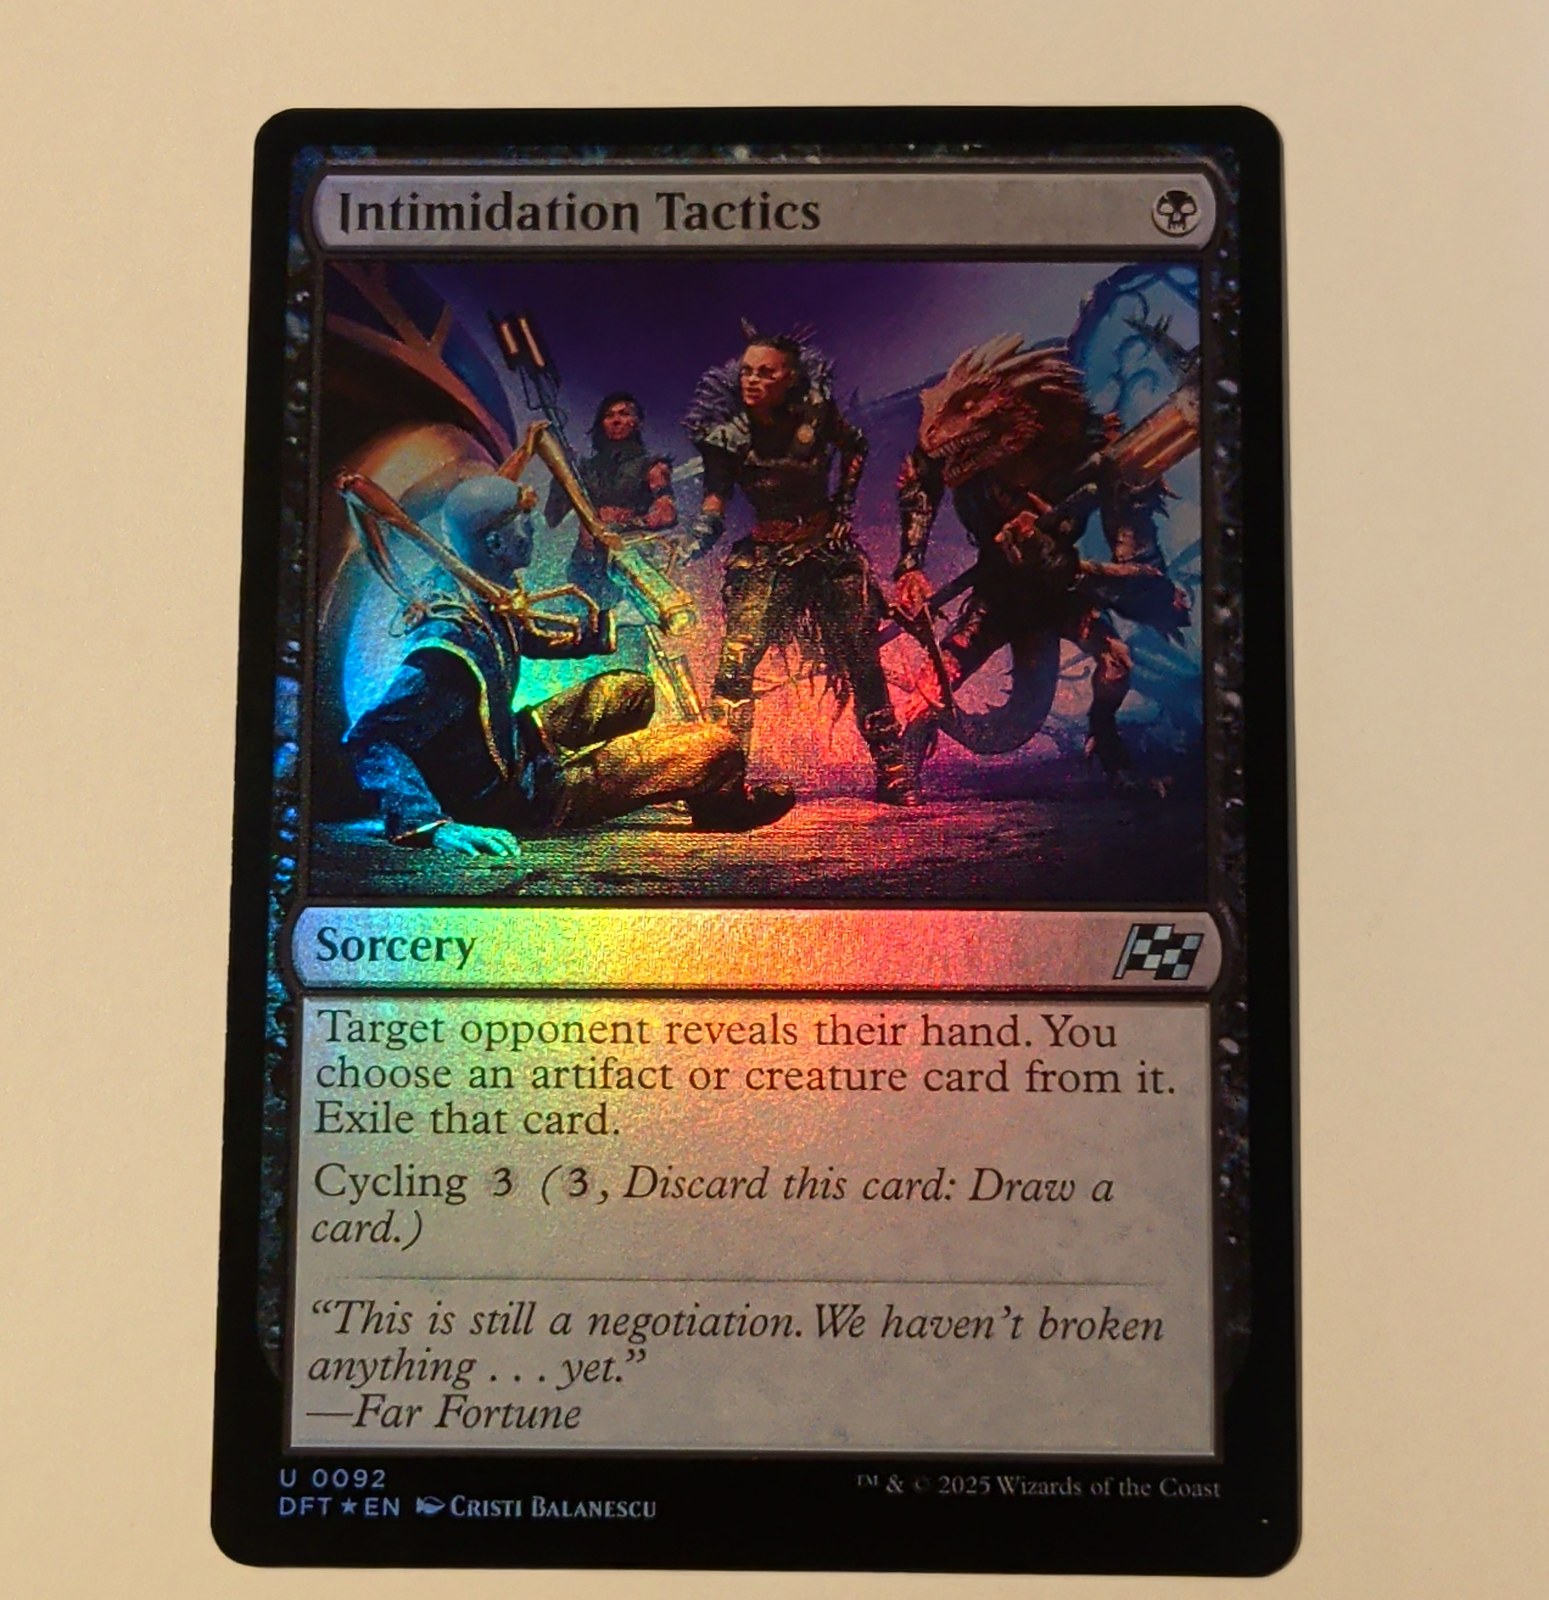 Intimidation Tactics
Sorcery
Target opponent reveals their hand. You
choose an artifact or creature card from it.
Exile that card.
Cycling 3 (3, Discard this card: Draw a
card.)
“This is still a negotiation. We haven’t broken
anything . . . yet.”
—Far Fortune
U 0092
DFT★EN Cristi Balanescu
™ & © 2025 Wizards of the Coast